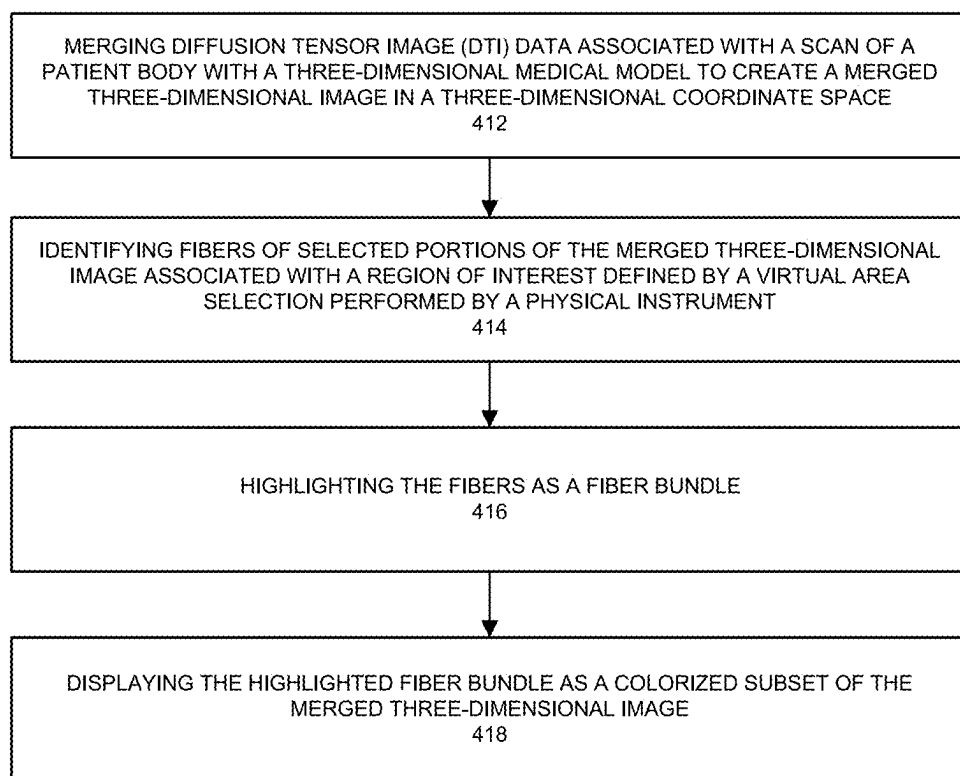 MERGING DIFFUSION TENSOR IMAGE (DTI) DATA ASSOCIATED WITH A SCAN OF A
PATIENT BODY WITH A THREE-DIMENSIONAL MEDICAL MODEL TO CREATE A MERGED
THREE-DIMENSIONAL IMAGE IN A THREE-DIMENSIONAL COORDINATE SPACE
412
IDENTIFYING FIBERS OF SELECTED PORTIONS OF THE MERGED THREE-DIMENSIONAL
IMAGE ASSOCIATED WITH A REGION OF INTEREST DEFINED BY A VIRTUAL AREA
SELECTION PERFORMED BY A PHYSICAL INSTRUMENT
414
HIGHLIGHTING THE FIBERS AS A FIBER BUNDLE
416
DISPLAYING THE HIGHLIGHTED FIBER BUNDLE AS A COLORIZED SUBSET OF THE
MERGED THREE-DIMENSIONAL IMAGE
418